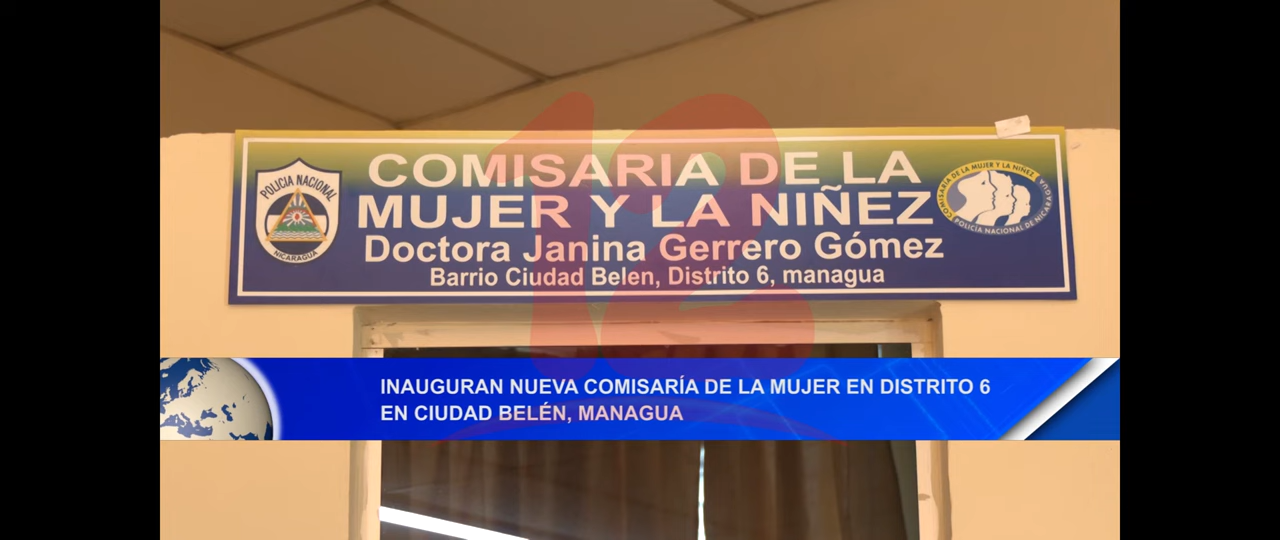 COMISARIA DE LA
MUJER Y LA NIÑEZ
Doctora Janina Gerrero Gómez
Barrio Ciudad Belen, Distrito 6, managua
POLICIA NACIONAL
NICARAGUA
COMISARIA DE LA MUJER Y LA NIÑEZ
POLICÍA NACIONAL DE NICARAGUA
12
INAUGURAN NUEVA COMISARÍA DE LA MUJER EN DISTRITO 6
EN CIUDAD BELÉN, MANAGUA